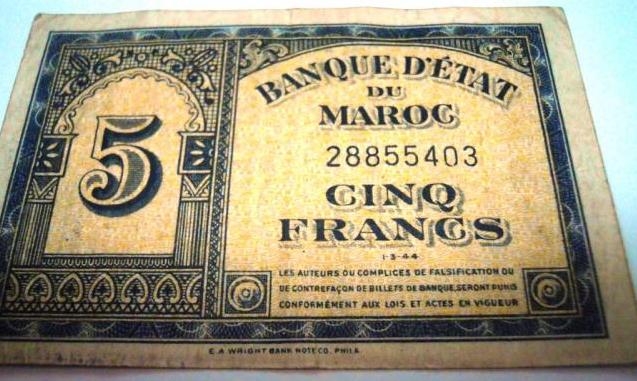 5
BANQUE D'ÉTAT
DU
MAROC
28855403
CINQ
FRANCS
1-3-44
LES AUTEURS OU COMPLICES DE FALSIFICATION OU
DE CONTREFAÇON DE BILLETS DE BANQUE, SERONT PUNIS
CONFORMÉMENT AUX LOIS ET ACTES EN VIGUEUR
E.A. WRIGHT BANK NOTE CO. PHILA.